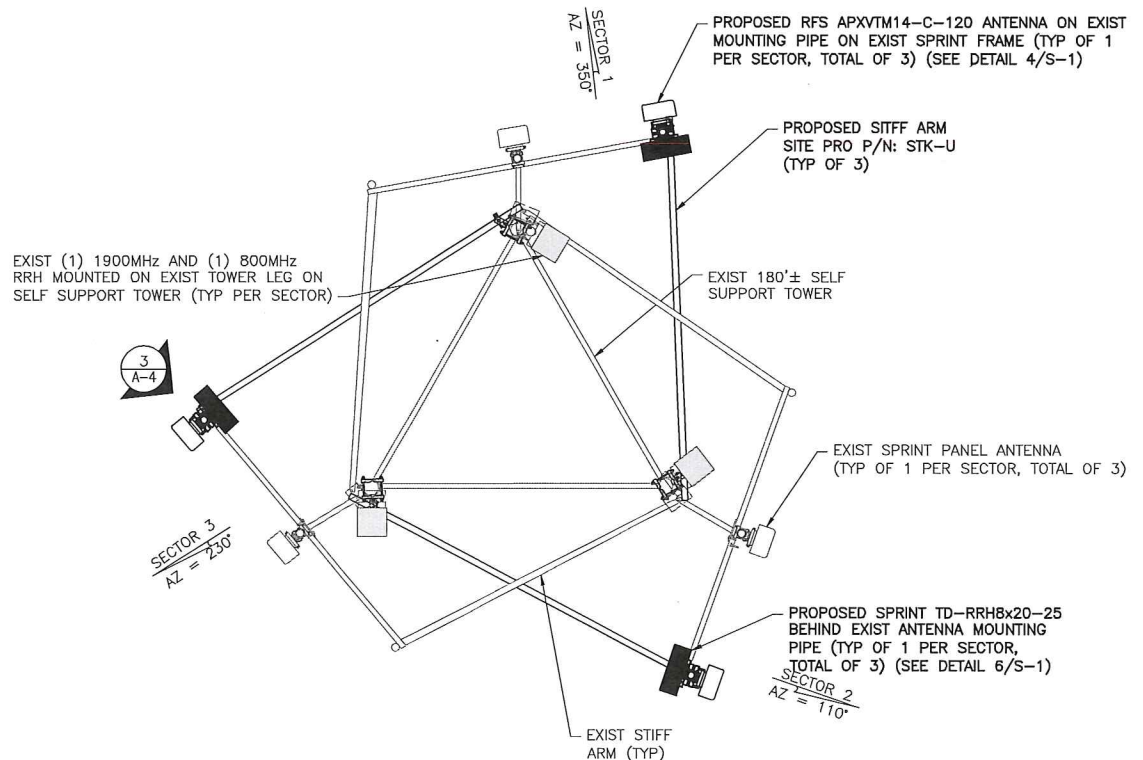 SECTOR 1
AZ = 350°
PROPOSED RFS APXVTM14-C-120 ANTENNA ON EXIST
MOUNTING PIPE ON EXIST SPRINT FRAME (TYP OF 1
PER SECTOR, TOTAL OF 3) (SEE DETAIL 4/S-1)
PROPOSED SITFF ARM
SITE PRO P/N: STK-U
(TYP OF 3)
EXIST (1) 1900MHz AND (1) 800MHz
RRH MOUNTED ON EXIST TOWER LEG ON
SELF SUPPORT TOWER (TYP PER SECTOR)
EXIST 180'± SELF
SUPPORT TOWER
3
A-4
EXIST SPRINT PANEL ANTENNA
(TYP OF 1 PER SECTOR, TOTAL OF 3)
SECTOR 3
AZ = 230°
PROPOSED SPRINT TD-RRH8x20-25
BEHIND EXIST ANTENNA MOUNTING
PIPE (TYP OF 1 PER SECTOR,
TOTAL OF 3) (SEE DETAIL 6/S-1)
SECTOR 2
AZ = 110°
EXIST STIFF
ARM (TYP)